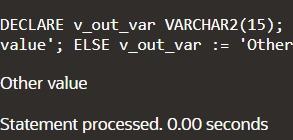 DECLARE v_out_var VARCHAR2(15);
value'; ELSE v_out_var := 'Other
Other value
Statement processed. 0.00 seconds